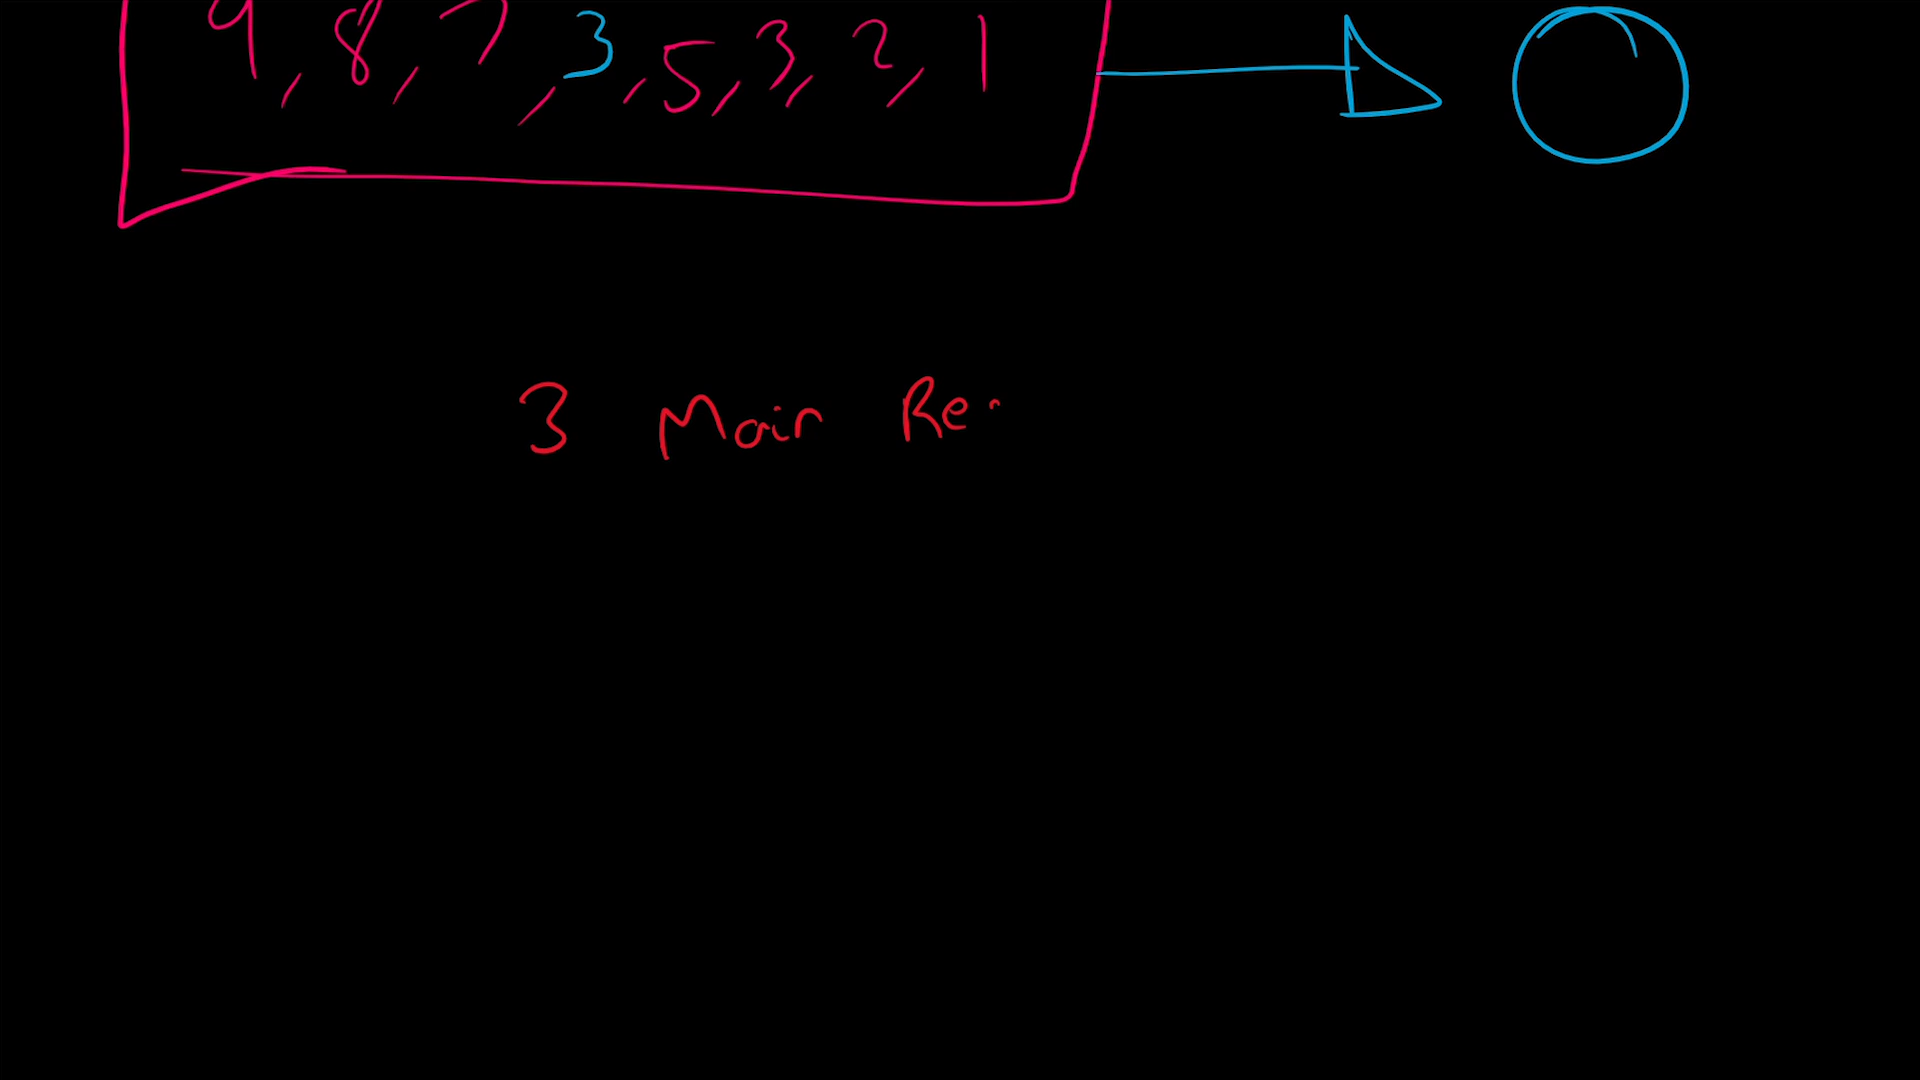 9, 8, 7, 3, 5, 3, 2, 1
3 Main Re